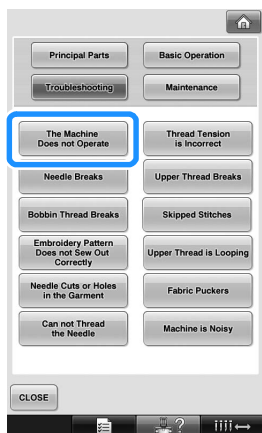 Principal Parts
Basic Operation
Troubleshooting
Maintenance
The Machine
Does not Operate
Thread Tension
is Incorrect
Needle Breaks
Upper Thread Breaks
Bobbin Thread Breaks
Skipped Stitches
Embroidery Pattern
Does not Sew Out
Correctly
Upper Thread is Looping
Needle Cuts or Holes
in the Garment
Fabric Puckers
Can not Thread
the Needle
Machine is Noisy
CLOSE
?